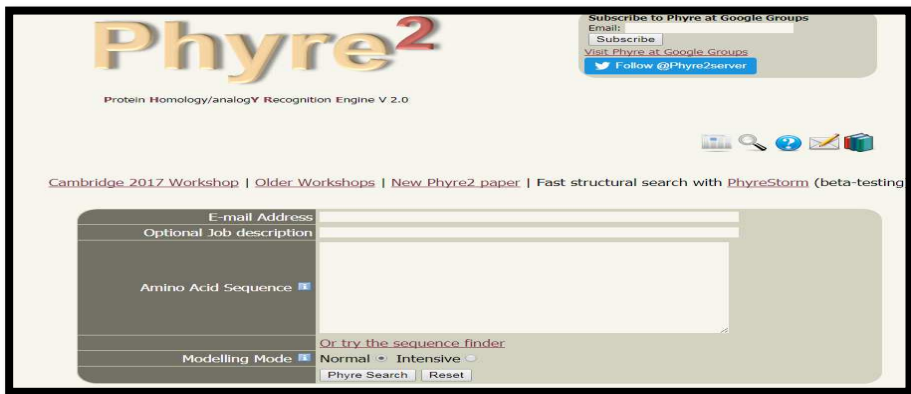 Phyre2
Subscribe to Phyre at Google Groups
Email:
Subscribe
Visit Phyre at Google Groups
Follow @Phyre2server
Protein Homology/analogY Recognition Engine V 2.0
Cambridge 2017 Workshop | Older Workshops | New Phyre2 paper | Fast structural search with PhyreStorm (beta-testing
E-mail Address
Optional Job description
Amino Acid Sequence
Or try the sequence finder
Modelling Mode Normal Intensive
Phyre Search Reset